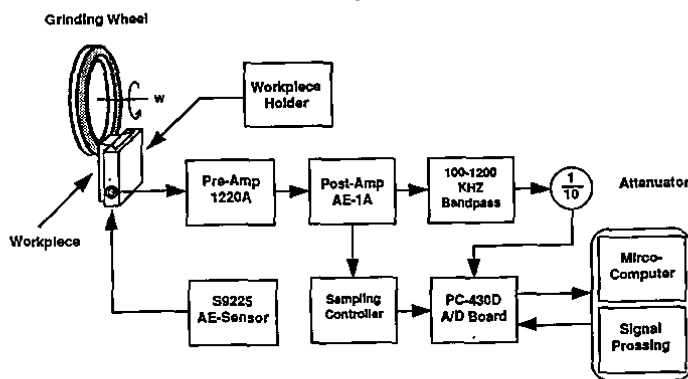 Grinding Wheel
w
Workpiece
Holder
Pre-Amp
1220A
Post-Amp
AE-1A
100-1200
KHZ
Bandpass
1
10
Attenuator
Workpiece
S9225
AE-Sensor
Sampling
Controller
PC-430D
A/D Board
Mirco-
Computer
Signal
Prossing